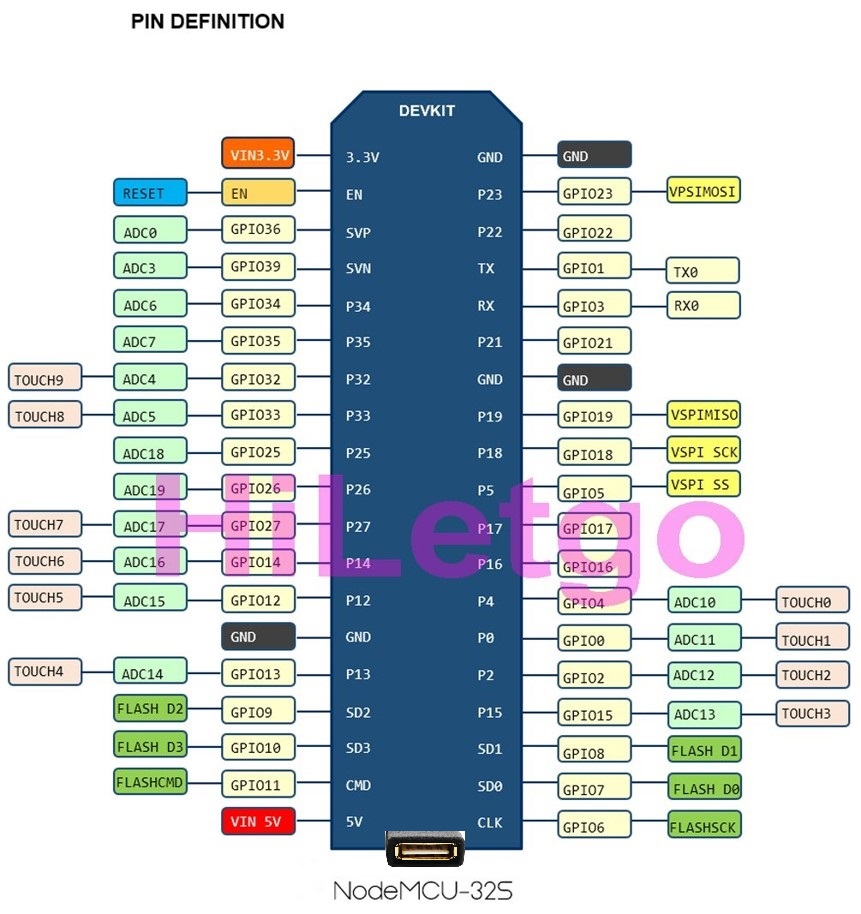 PIN DEFINITION
DEVKIT
VIN3.3V 3.3V GND GND
RESET EN EN P23 GPIO23 VPSIMOSI
ADC0 GPIO36 SVP P22 GPIO22
ADC3 GPIO39 SVN TX GPIO1 TX0
ADC6 GPIO34 P34 RX GPIO3 RX0
ADC7 GPIO35 P35 P21 GPIO21
TOUCH9 ADC4 GPIO32 P32 GND GND
TOUCH8 ADC5 GPIO33 P33 P19 GPIO19 VSPIMISO
ADC18 GPIO25 P25 P18 GPIO18 VSPI SCK
ADC19 GPIO26 P26 P5 GPIO5 VSPI SS
TOUCH7 ADC17 GPIO27 P27 P17 GPIO17
HiLetgo
TOUCH6 ADC16 GPIO14 P14 P16 GPIO16
TOUCH5 ADC15 GPIO12 P12 P4 GPIO4 ADC10 TOUCH0
GND GND P0 GPIO0 ADC11 TOUCH1
TOUCH4 ADC14 GPIO13 P13 P2 GPIO2 ADC12 TOUCH2
FLASH D2 GPIO9 SD2 P15 GPIO15 ADC13 TOUCH3
FLASH D3 GPIO10 SD3 SD1 GPIO8 FLASH D1
FLASHCMD GPIO11 CMD SD0 GPIO7 FLASH D0
VIN 5V 5V CLK GPIO6 FLASHSCK
NodeMCU-32S